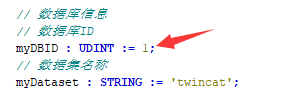 // 数据库信息
// 数据库ID
myDBID : UDINT := 1;
// 数据集名称
myDataset : STRING := 'twincat';